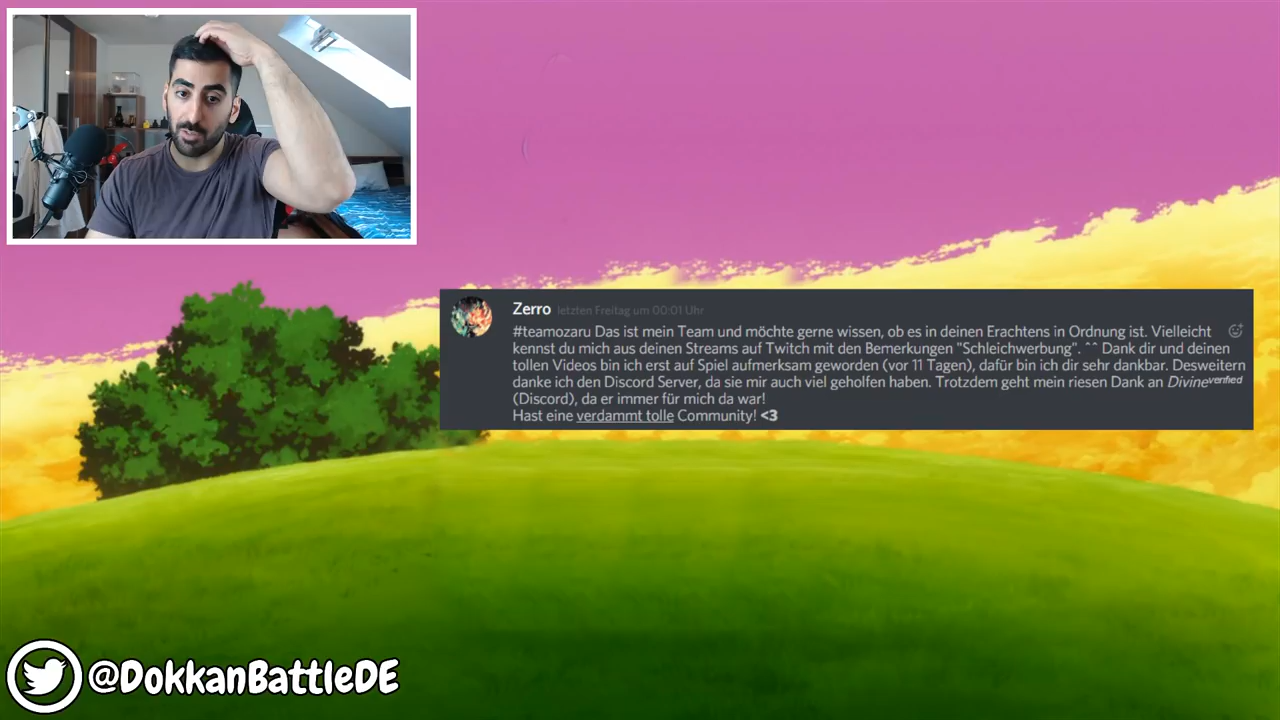 Zerro letzten Freitag um 00:01 Uhr
#teamozaru Das ist mein Team und möchte gerne wissen, ob es in deinen Erachtens in Ordnung ist. Vielleicht
kennst du mich aus deinen Streams auf Twitch mit den Bemerkungen "Schleichwerbung". ^^ Dank dir und deinen
tollen Videos bin ich erst auf Spiel aufmerksam geworden (vor 11 Tagen), dafür bin ich dir sehr dankbar. Desweitern
danke ich den Discord Server, da sie mir auch viel geholfen haben. Trotzdem geht mein riesen Dank an Divineverified
(Discord), da er immer für mich da war!
Hast eine verdammt tolle Community! <3
@DokkanBattleDE